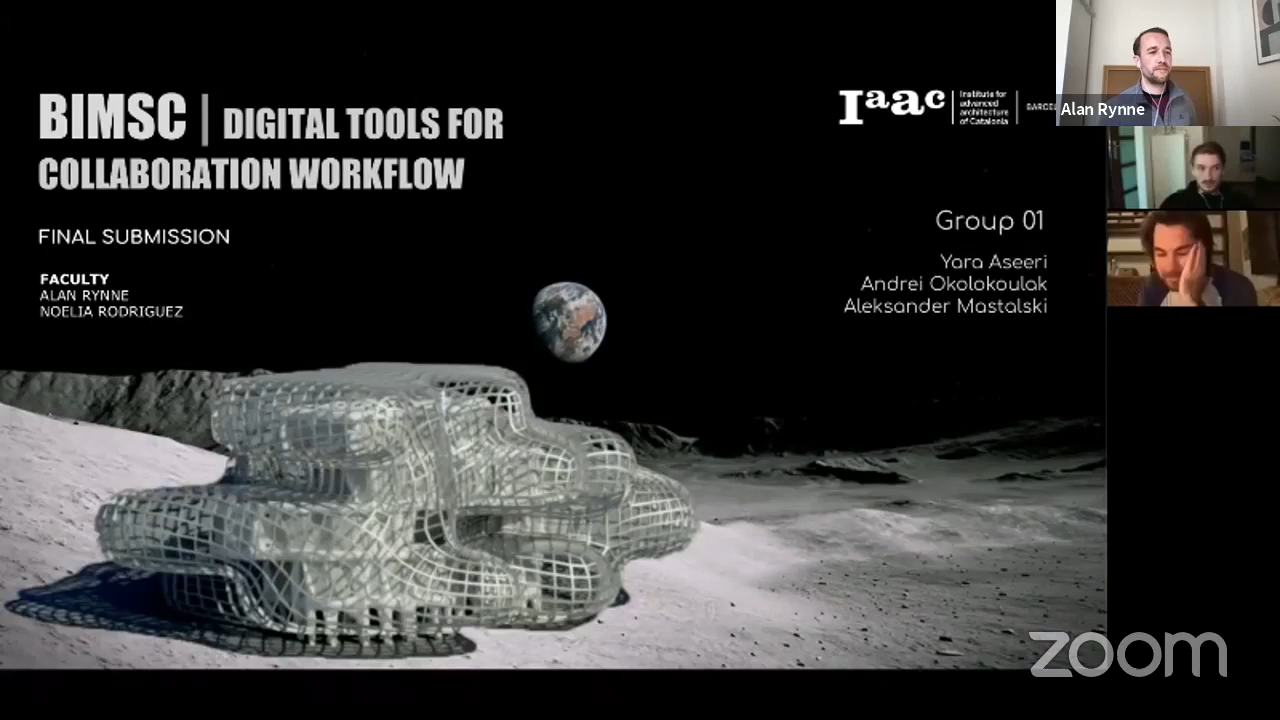 BIMSC | DIGITAL TOOLS FOR
COLLABORATION WORKFLOW
FINAL SUBMISSION
FACULTY
ALAN RYNNE
NOELIA RODRIGUEZ
Iaac
Institute for
advanced
architecture
of Catalonia
Alan Rynne
Group 01
Yara Aseeri
Andrei Okolokoulak
Aleksander Mastalski
zoom